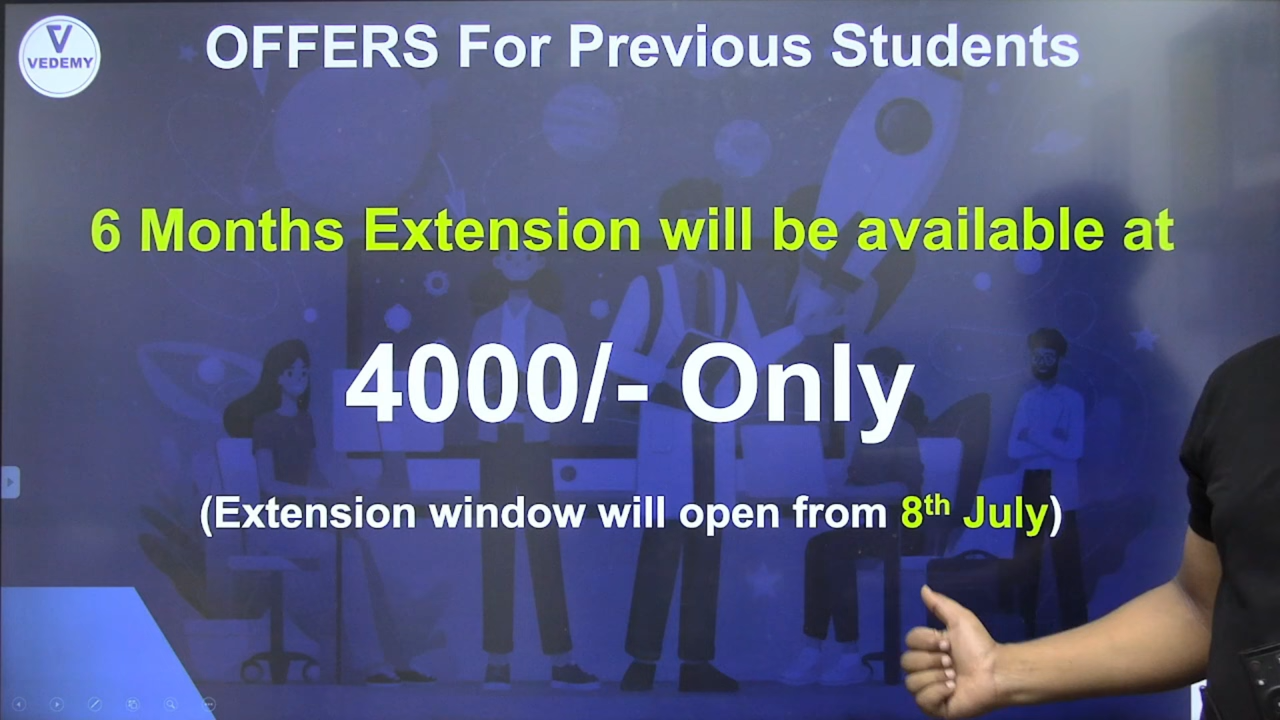 VEDEMY
OFFERS For Previous Students
6 Months Extension will be available at
4000/- Only
(Extension window will open from 8th July)